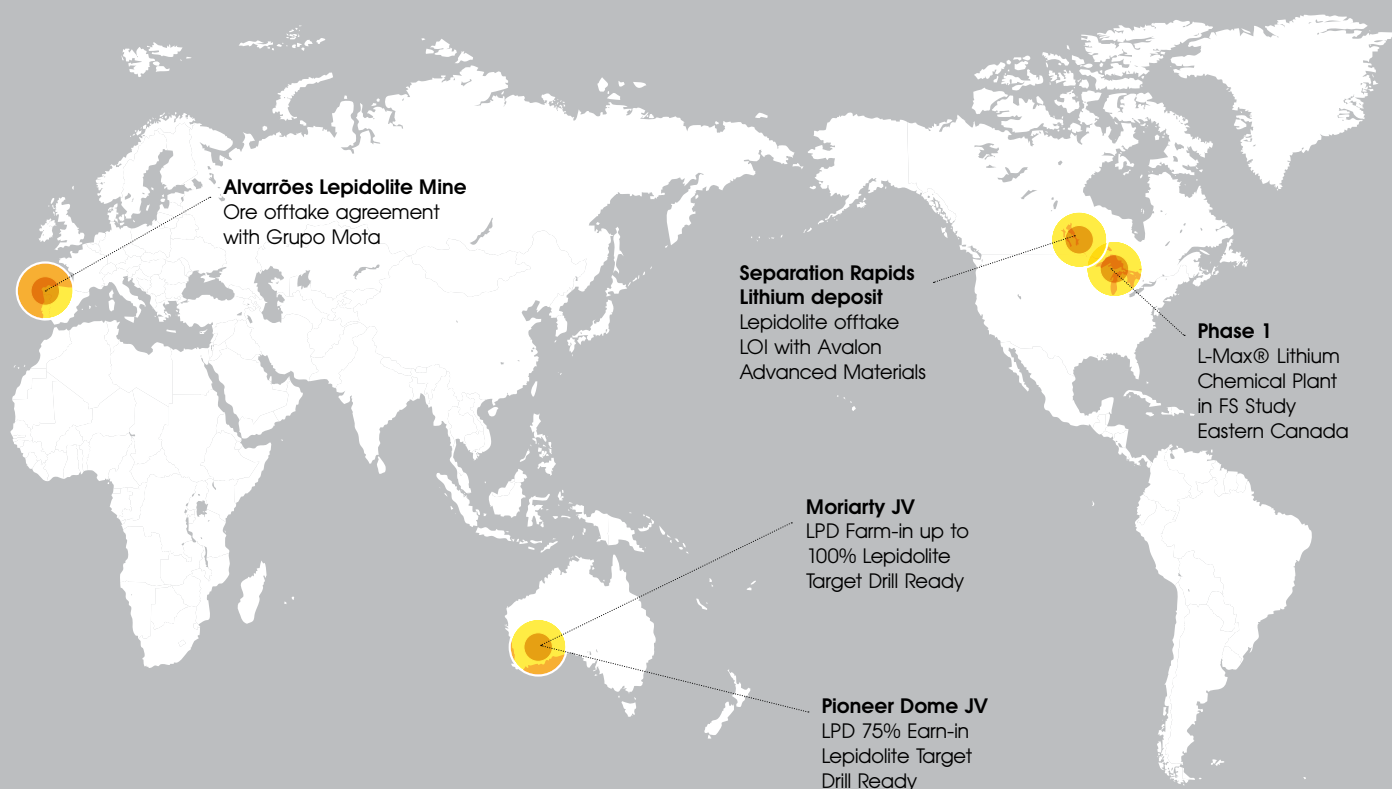 Alvarrões Lepidolite Mine
Ore offtake agreement
with Grupo Mota
Separation Rapids
Lithium deposit
Lepidolite offtake
LOI with Avalon
Advanced Materials
Phase 1
L-Max® Lithium
Chemical Plant
in FS Study
Eastern Canada
Moriarty JV
LPD Farm-in up to
100% Lepidolite
Target Drill Ready
Pioneer Dome JV
LPD 75% Earn-in
Lepidolite Target
Drill Ready